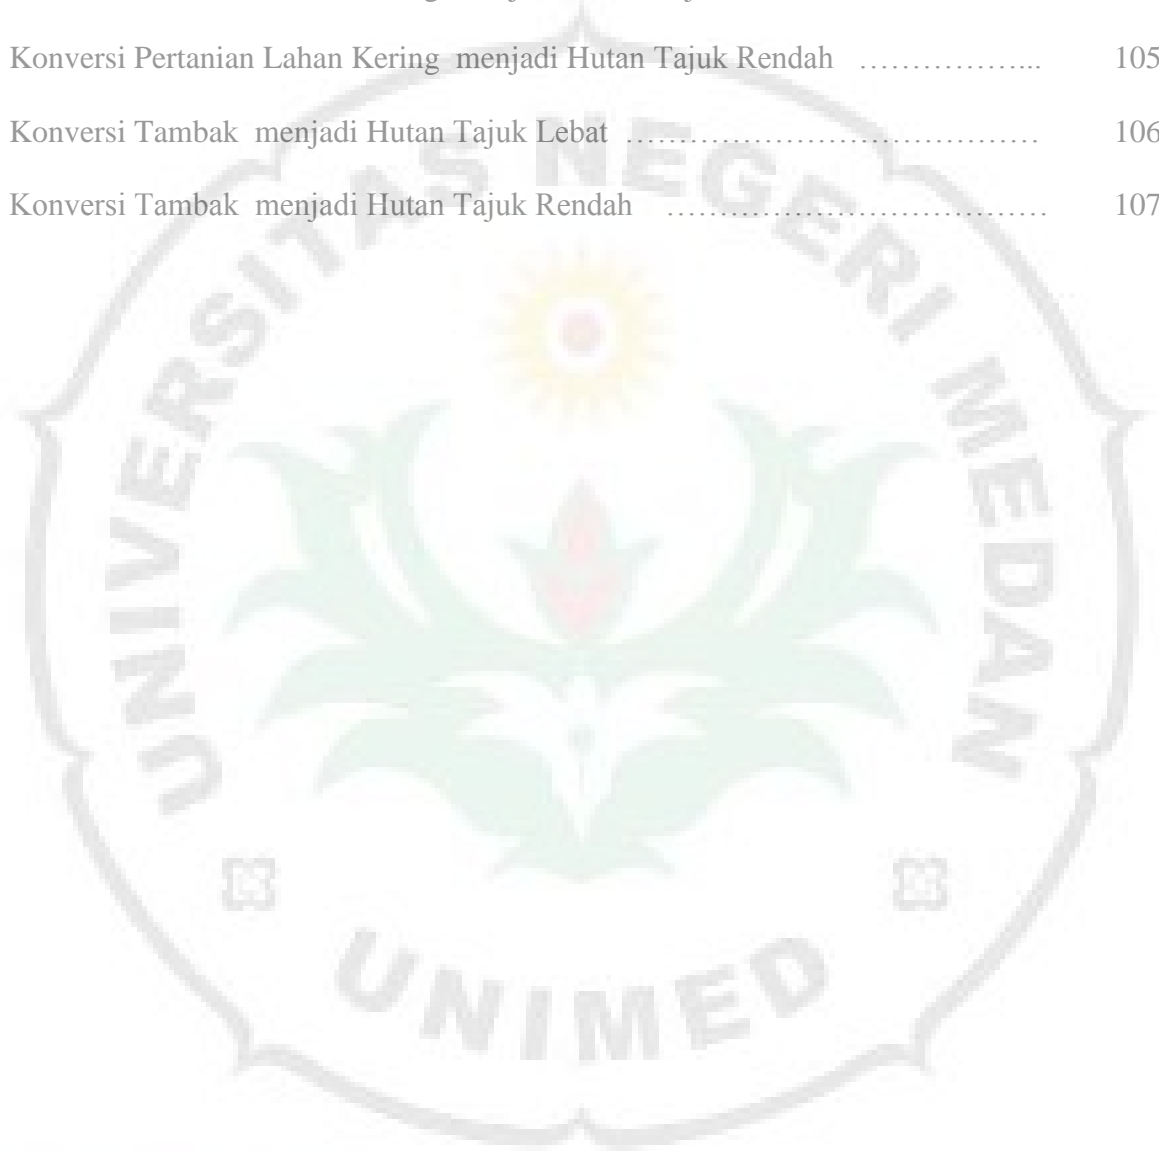 Konversi Pertanian Lahan Kering menjadi Hutan Tajuk Rendah ……………... 105
Konversi Tambak menjadi Hutan Tajuk Lebat ………………………………… 106
Konversi Tambak menjadi Hutan Tajuk Rendah ……………………………… 107
UNIVERSITAS NEGERI MEDAN
UNIMED